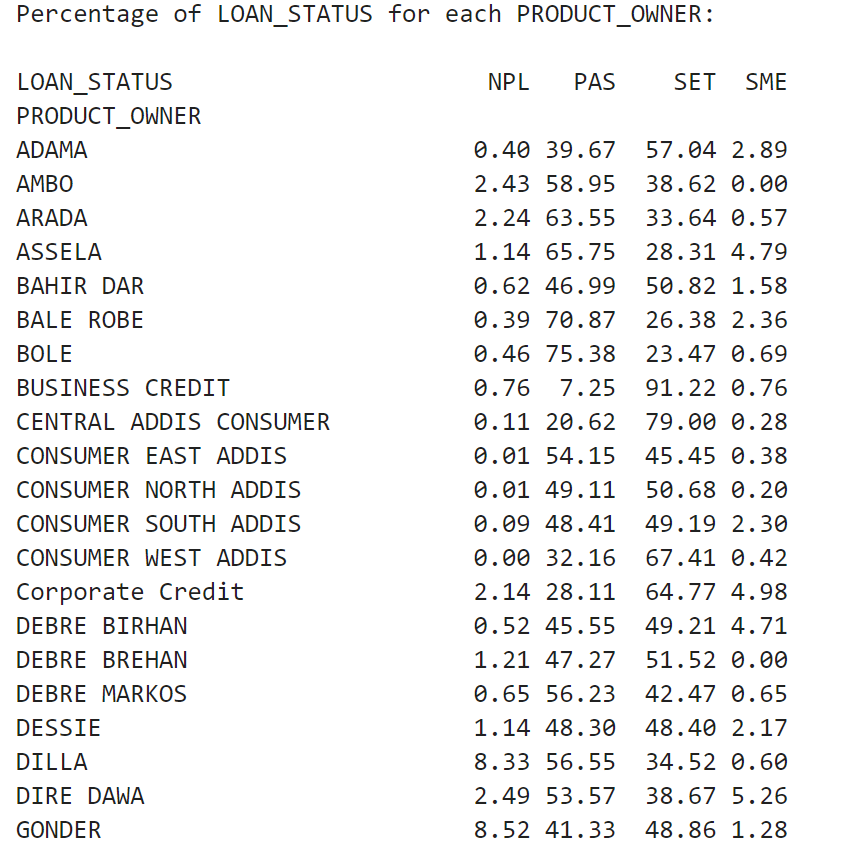 Percentage of LOAN_STATUS for each PRODUCT_OWNER:
LOAN_STATUS NPL PAS SET SME
PRODUCT_OWNER
ADAMA 0.40 39.67 57.04 2.89
AMBO 2.43 58.95 38.62 0.00
ARADA 2.24 63.55 33.64 0.57
ASSELA 1.14 65.75 28.31 4.79
BAHIR DAR 0.62 46.99 50.82 1.58
BALE ROBE 0.39 70.87 26.38 2.36
BOLE 0.46 75.38 23.47 0.69
BUSINESS CREDIT 0.76 7.25 91.22 0.76
CENTRAL ADDIS CONSUMER 0.11 20.62 79.00 0.28
CONSUMER EAST ADDIS 0.01 54.15 45.45 0.38
CONSUMER NORTH ADDIS 0.01 49.11 50.68 0.20
CONSUMER SOUTH ADDIS 0.09 48.41 49.19 2.30
CONSUMER WEST ADDIS 0.00 32.16 67.41 0.42
Corporate Credit 2.14 28.11 64.77 4.98
DEBRE BIRHAN 0.52 45.55 49.21 4.71
DEBRE BREHAN 1.21 47.27 51.52 0.00
DEBRE MARKOS 0.65 56.23 42.47 0.65
DESSIE 1.14 48.30 48.40 2.17
DILLA 8.33 56.55 34.52 0.60
DIRE DAWA 2.49 53.57 38.67 5.26
GONDER 8.52 41.33 48.86 1.28